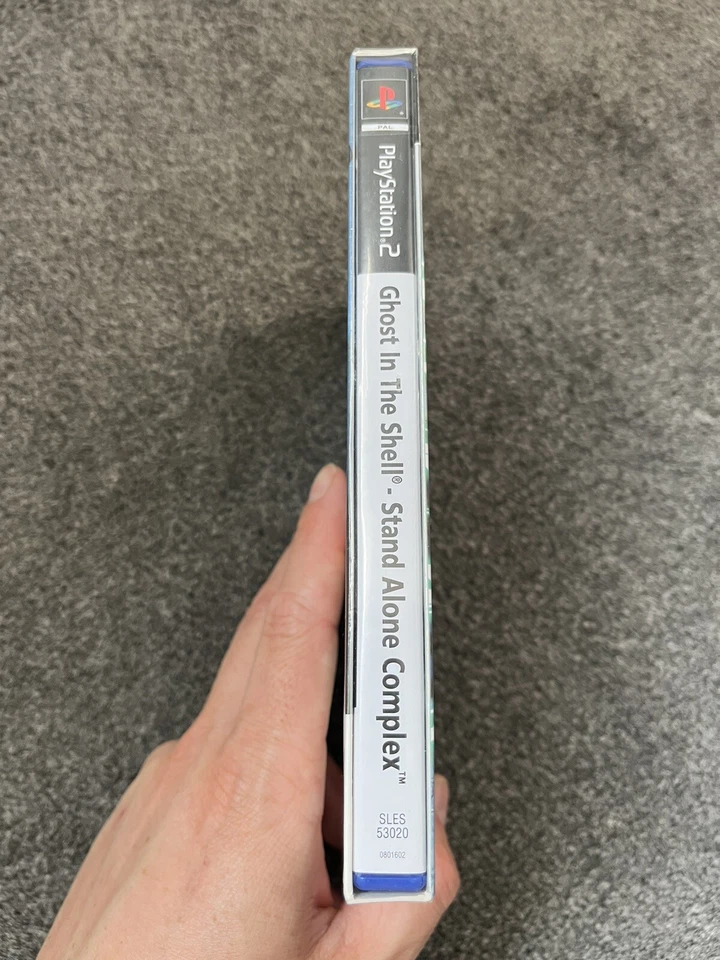 PAL
PlayStation®2
Ghost In The Shell® - Stand Alone Complex™
SLES
53020
0801602